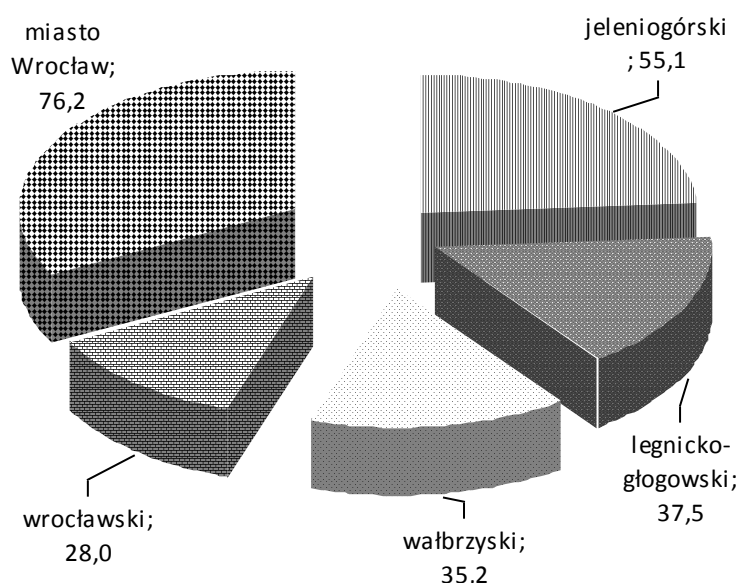 miasto
Wrocław;
76,2
jeleniogórski
; 55,1
legnicko-
głogowski;
37,5
wałbrzyski;
35,2
wrocławski;
28,0